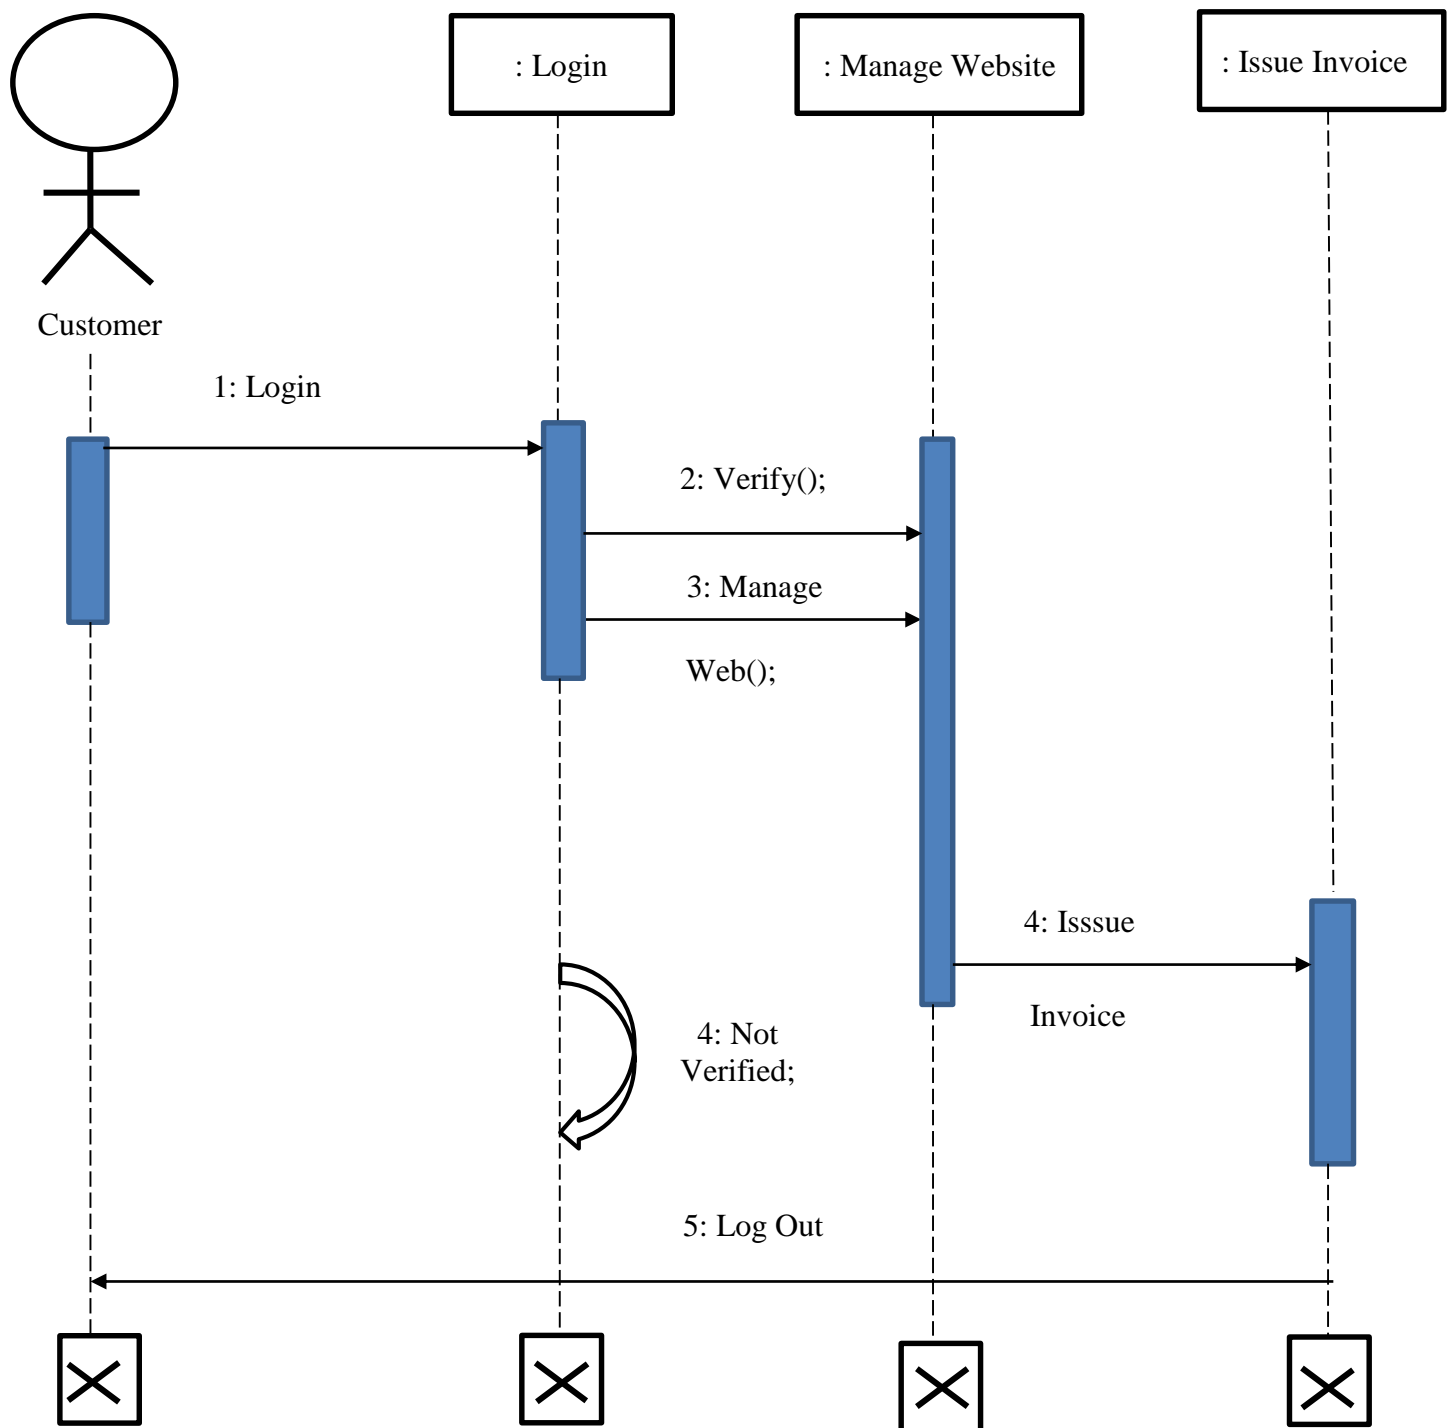 : Login
: Manage Website
: Issue Invoice
Customer
1: Login
2: Verify();
3: Manage
Web();
4: Isssue
Invoice
4: Not
Verified;
5: Log Out